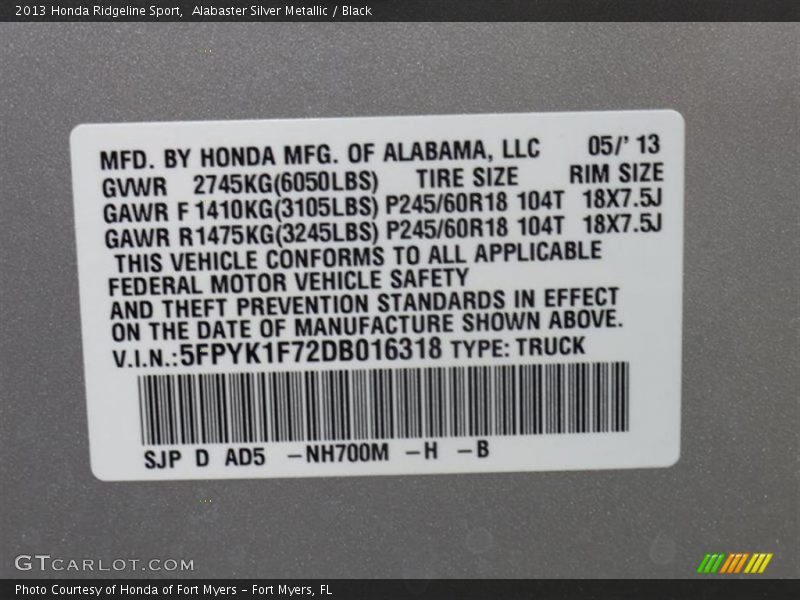 2013 Honda Ridgeline Sport,  Alabaster Silver Metallic / Black
MFD. BY HONDA MFG. OF ALABAMA, LLC 05/' 13
GVWR 2745KG(6050LBS) TIRE SIZE RIM SIZE
GAWR F 1410KG(3105LBS) P245/60R18 104T 18X7.5J
GAWR R1475KG(3245LBS) P245/60R18 104T 18X7.5J
THIS VEHICLE CONFORMS TO ALL APPLICABLE
FEDERAL MOTOR VEHICLE SAFETY
AND THEFT PREVENTION STANDARDS IN EFFECT
ON THE DATE OF MANUFACTURE SHOWN ABOVE.
V.I.N.:5FPYK1F72DB016318 TYPE: TRUCK
SJP D AD5 –NH700M –H –B
GTCARLOT.COM
Photo Courtesy of Honda of Fort Myers – Fort Myers, FL